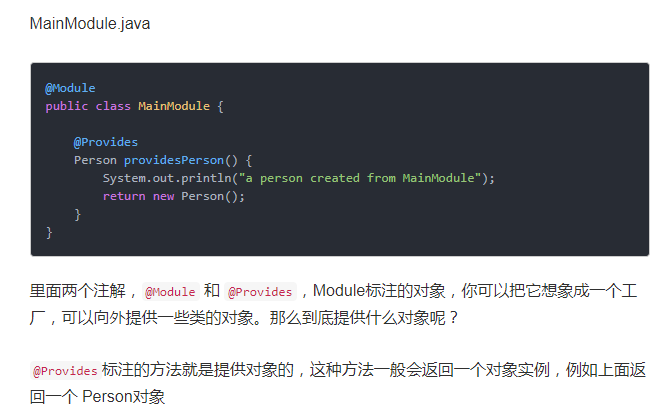 MainModule.java
@Module
public class MainModule {
@Provides
Person providesPerson() {
System.out.println("a person created from MainModule");
return new Person();
}
}
里面两个注解，@Module 和 @Provides，Module标注的对象，你可以把它想象成一个工
厂，可以向外提供一些类的对象。那么到底提供什么对象呢？
@Provides 标注的方法就是提供对象的，这种方法一般会返回一个对象实例，例如上面返
回一个 Person对象